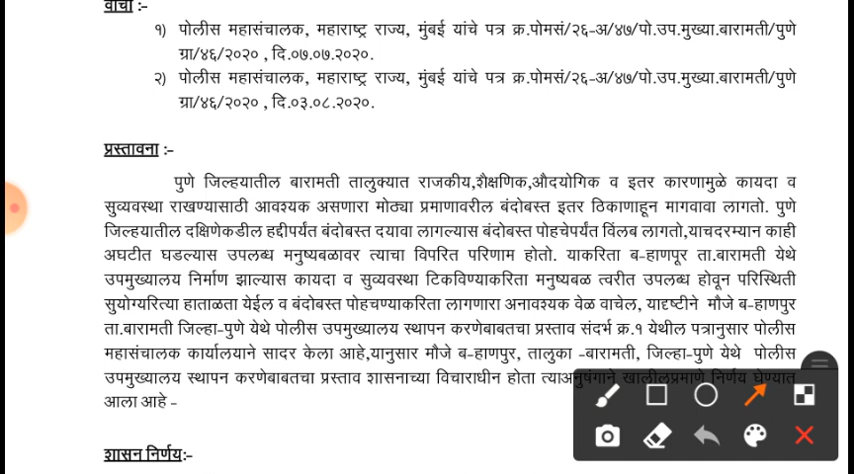 वाचा :-
१) पोलीस महासंचालक, महाराष्ट्र राज्य, मुंबई यांचे पत्र क्र.पोमसं/२६-अ/४७/पो.उप.मुख्या.बारामती/पुणे
ग्रा/४६/२०२० , दि.०७.०७.२०२०.
२) पोलीस महासंचालक, महाराष्ट्र राज्य, मुंबई यांचे पत्र क्र.पोमसं/२६-अ/४७/पो.उप.मुख्या.बारामती/पुणे
ग्रा/४६/२०२० , दि.०३.०८.२०२०.
प्रस्तावना :-
पुणे जिल्हयातील बारामती तालुक्यात राजकीय,शैक्षणिक,औदयोगिक व इतर कारणामुळे कायदा व
सुव्यवस्था राखण्यासाठी आवश्यक असणारा मोठ्या प्रमाणावरील बंदोबस्त इतर ठिकाणाहून मागवावा लागतो. पुणे
जिल्हयातील दक्षिणेकडील हद्दीपर्यंत बंदोबस्त दयावा लागल्यास बंदोबस्त पोहचेपर्यंत विंलब लागतो,याचदरम्यान काही
अघटीत घडल्यास उपलब्ध मनुष्यबळावर त्याचा विपरित परिणाम होतो. याकरिता ब-हाणपूर ता.बारामती येथे
उपमुख्यालय निर्माण झाल्यास कायदा व सुव्यवस्था टिकविण्याकरिता मनुष्यबळ त्वरीत उपलब्ध होवून परिस्थिती
सुयोग्यरित्या हाताळता येईल व बंदोबस्त पोहचण्याकरिता लागणारा अनावश्यक वेळ वाचेल, यादृष्टीने मौजे ब-हाणपुर
ता.बारामती जिल्हा-पुणे येथे पोलीस उपमुख्यालय स्थापन करणेबाबतचा प्रस्ताव संदर्भ क्र.१ येथील पत्रानुसार पोलीस
महासंचालक कार्यालयाने सादर केला आहे,यानुसार मौजे ब-हाणपुर, तालुका -बारामती, जिल्हा-पुणे येथे पोलीस
उपमुख्यालय स्थापन करणेबाबतचा प्रस्ताव शासनाच्या विचाराधीन होता त्याअनुषंगाने खालीलप्रमाणे निर्णय घेण्यात
आला आहे -
शासन निर्णय:-